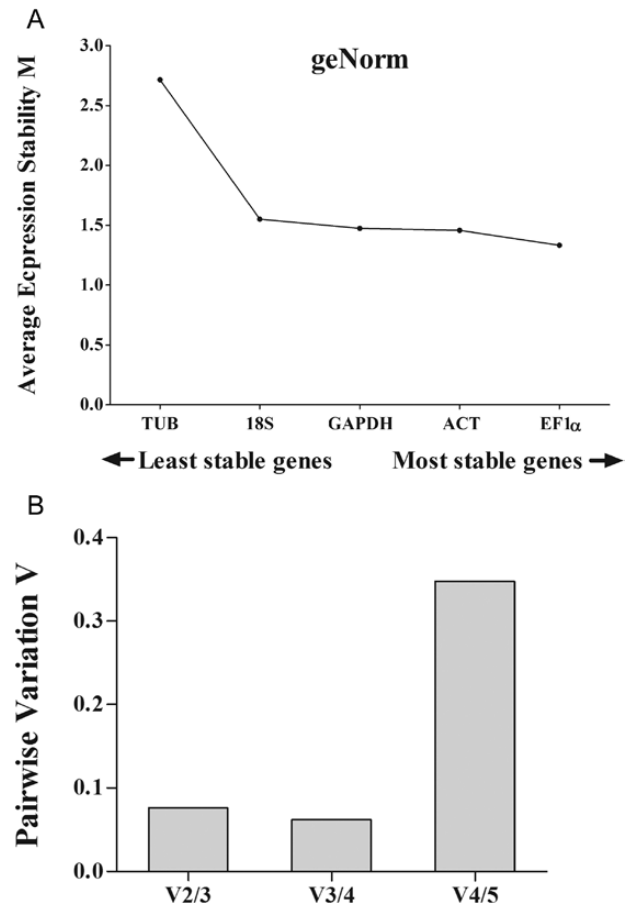 A
geNorm
Average Ecpression Stability M
3.0
2.5
2.0
1.5
1.0
0.5
0.0
TUB 18S GAPDH ACT EF1α
Least stable genes Most stable genes
B
Pairwise Variation V
0.4
0.3
0.2
0.1
0.0
V2/3 V3/4 V4/5